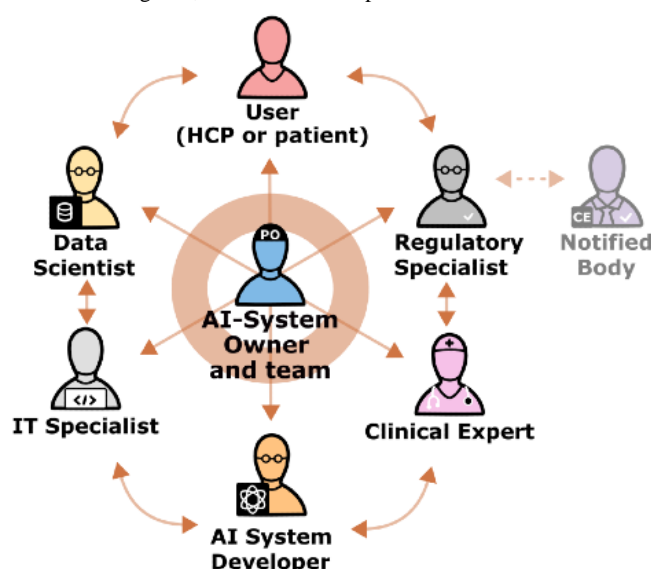 User
(HCP or patient)
Data
Scientist
PO
Regulatory
Specialist
CE
Notified
Body
AI-System
Owner
and team
</>
IT Specialist
Clinical Expert
AI System
Developer